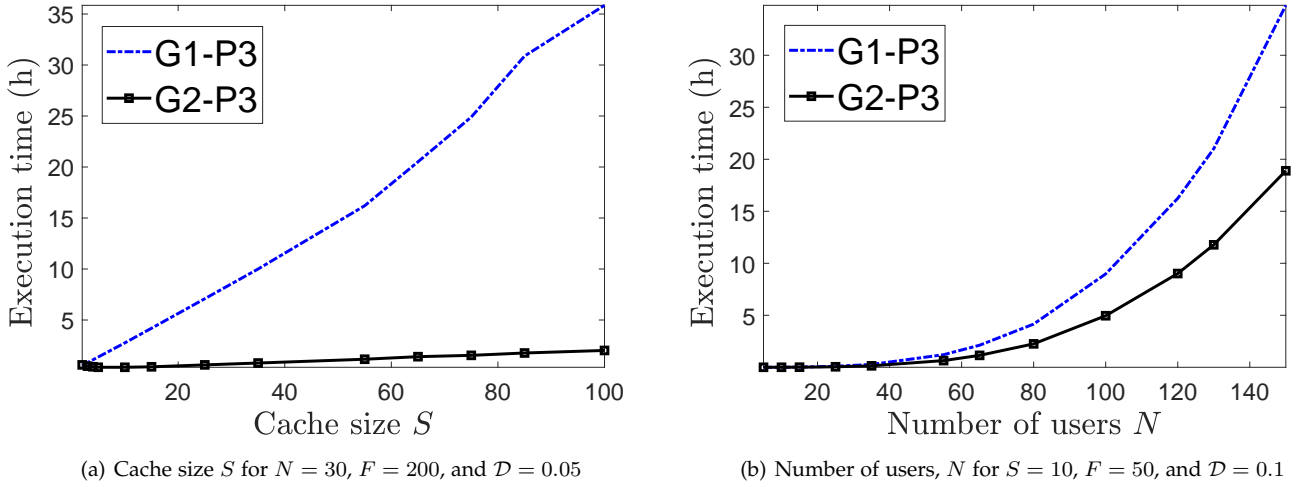 35
30
25
20
15
10
5
Execution time (h)
G1-P3
G2-P3
20 40 60 80 100
Cache size S
(a) Cache size S for N = 30, F = 200, and D = 0.05
30
25
20
15
10
5
Execution time (h)
G1-P3
G2-P3
20 40 60 80 100 120 140
Number of users N
(b) Number of users, N for S = 10, F = 50, and D = 0.1